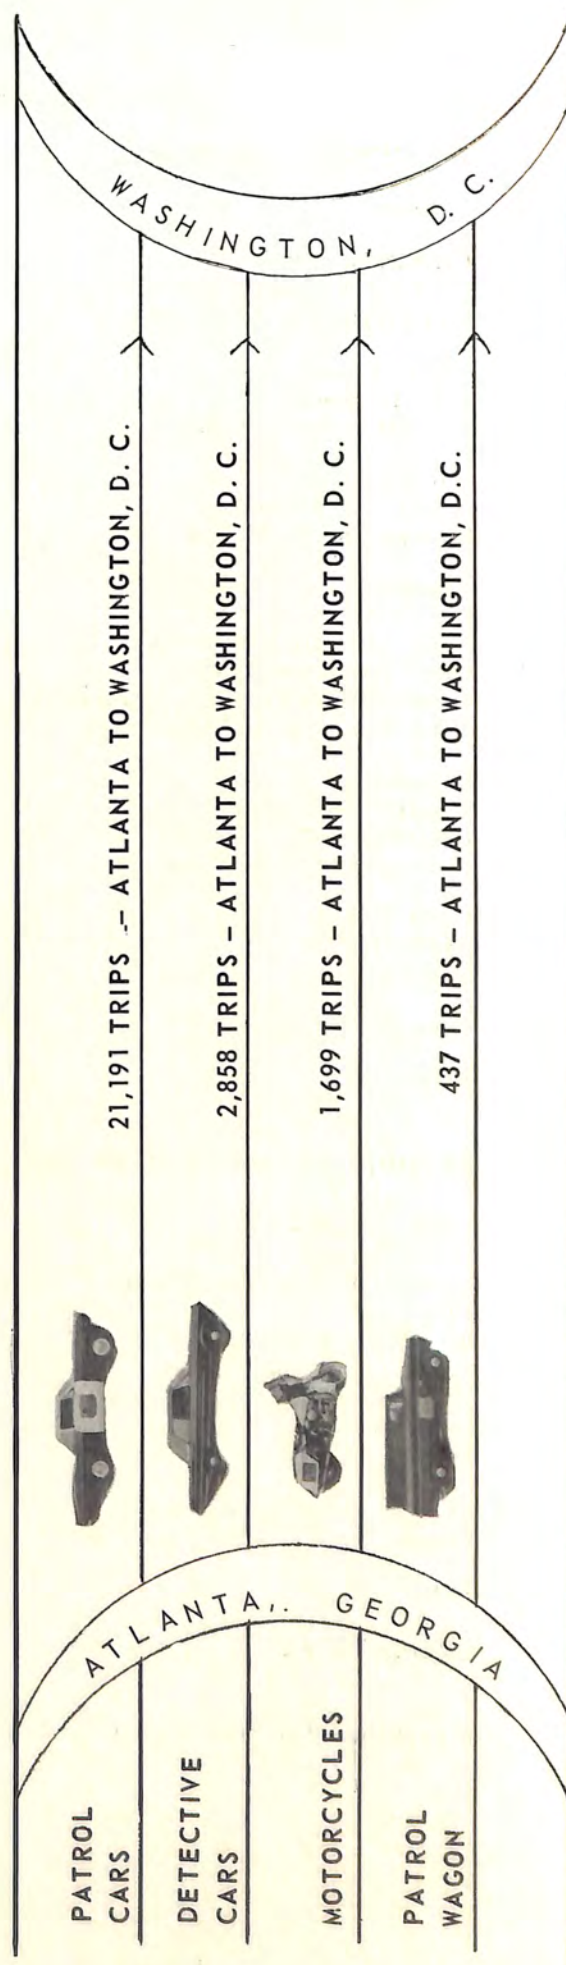 PATROL
CARS
ATLANTA,. GEORGIA
21,191 TRIPS – ATLANTA TO WASHINGTON, D. C.
WASHINGTON, D. C.
DETECTIVE
CARS
2,858 TRIPS – ATLANTA TO WASHINGTON, D. C.
MOTORCYCLES
1,699 TRIPS – ATLANTA TO WASHINGTON, D. C.
PATROL
WAGON
437 TRIPS – ATLANTA TO WASHINGTON, D.C.